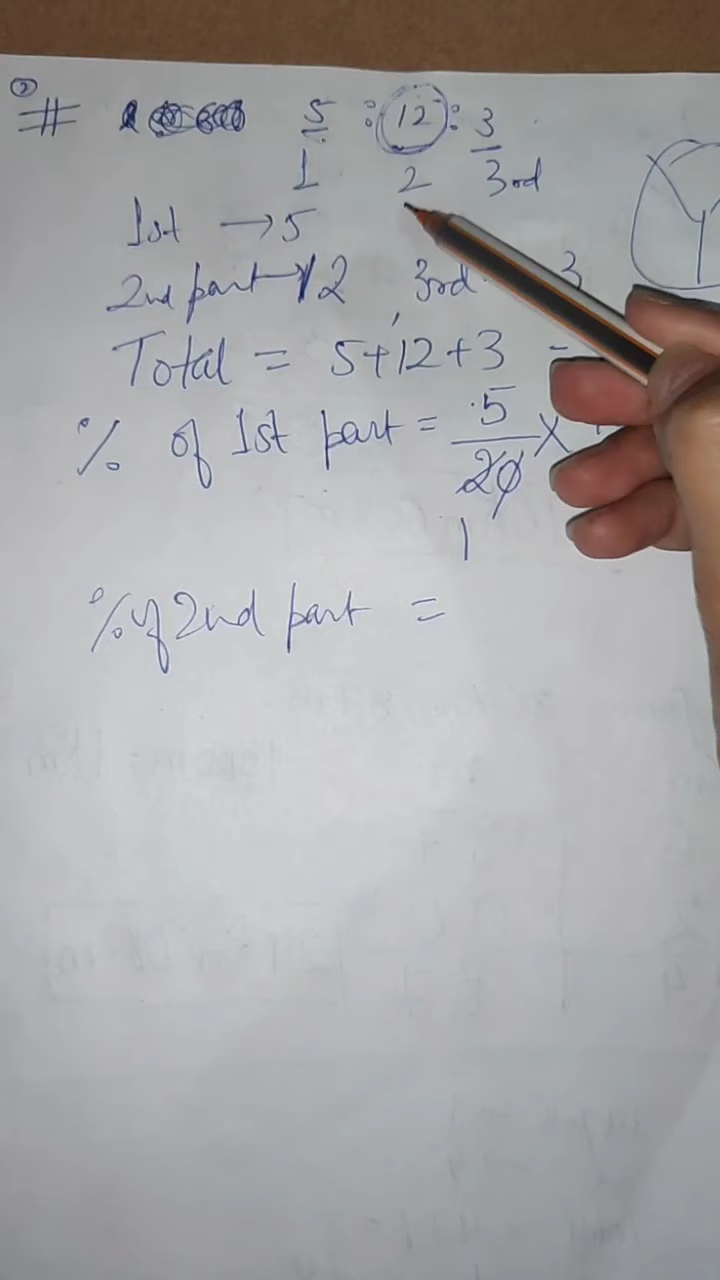 ②
# 5 : 12 : 3
1 2 3rd
1st → 5
2nd part → 12 3rd 3
Total = 5+12+3 =
% of 1st part = 5/20 ×
1
% of 2nd part =